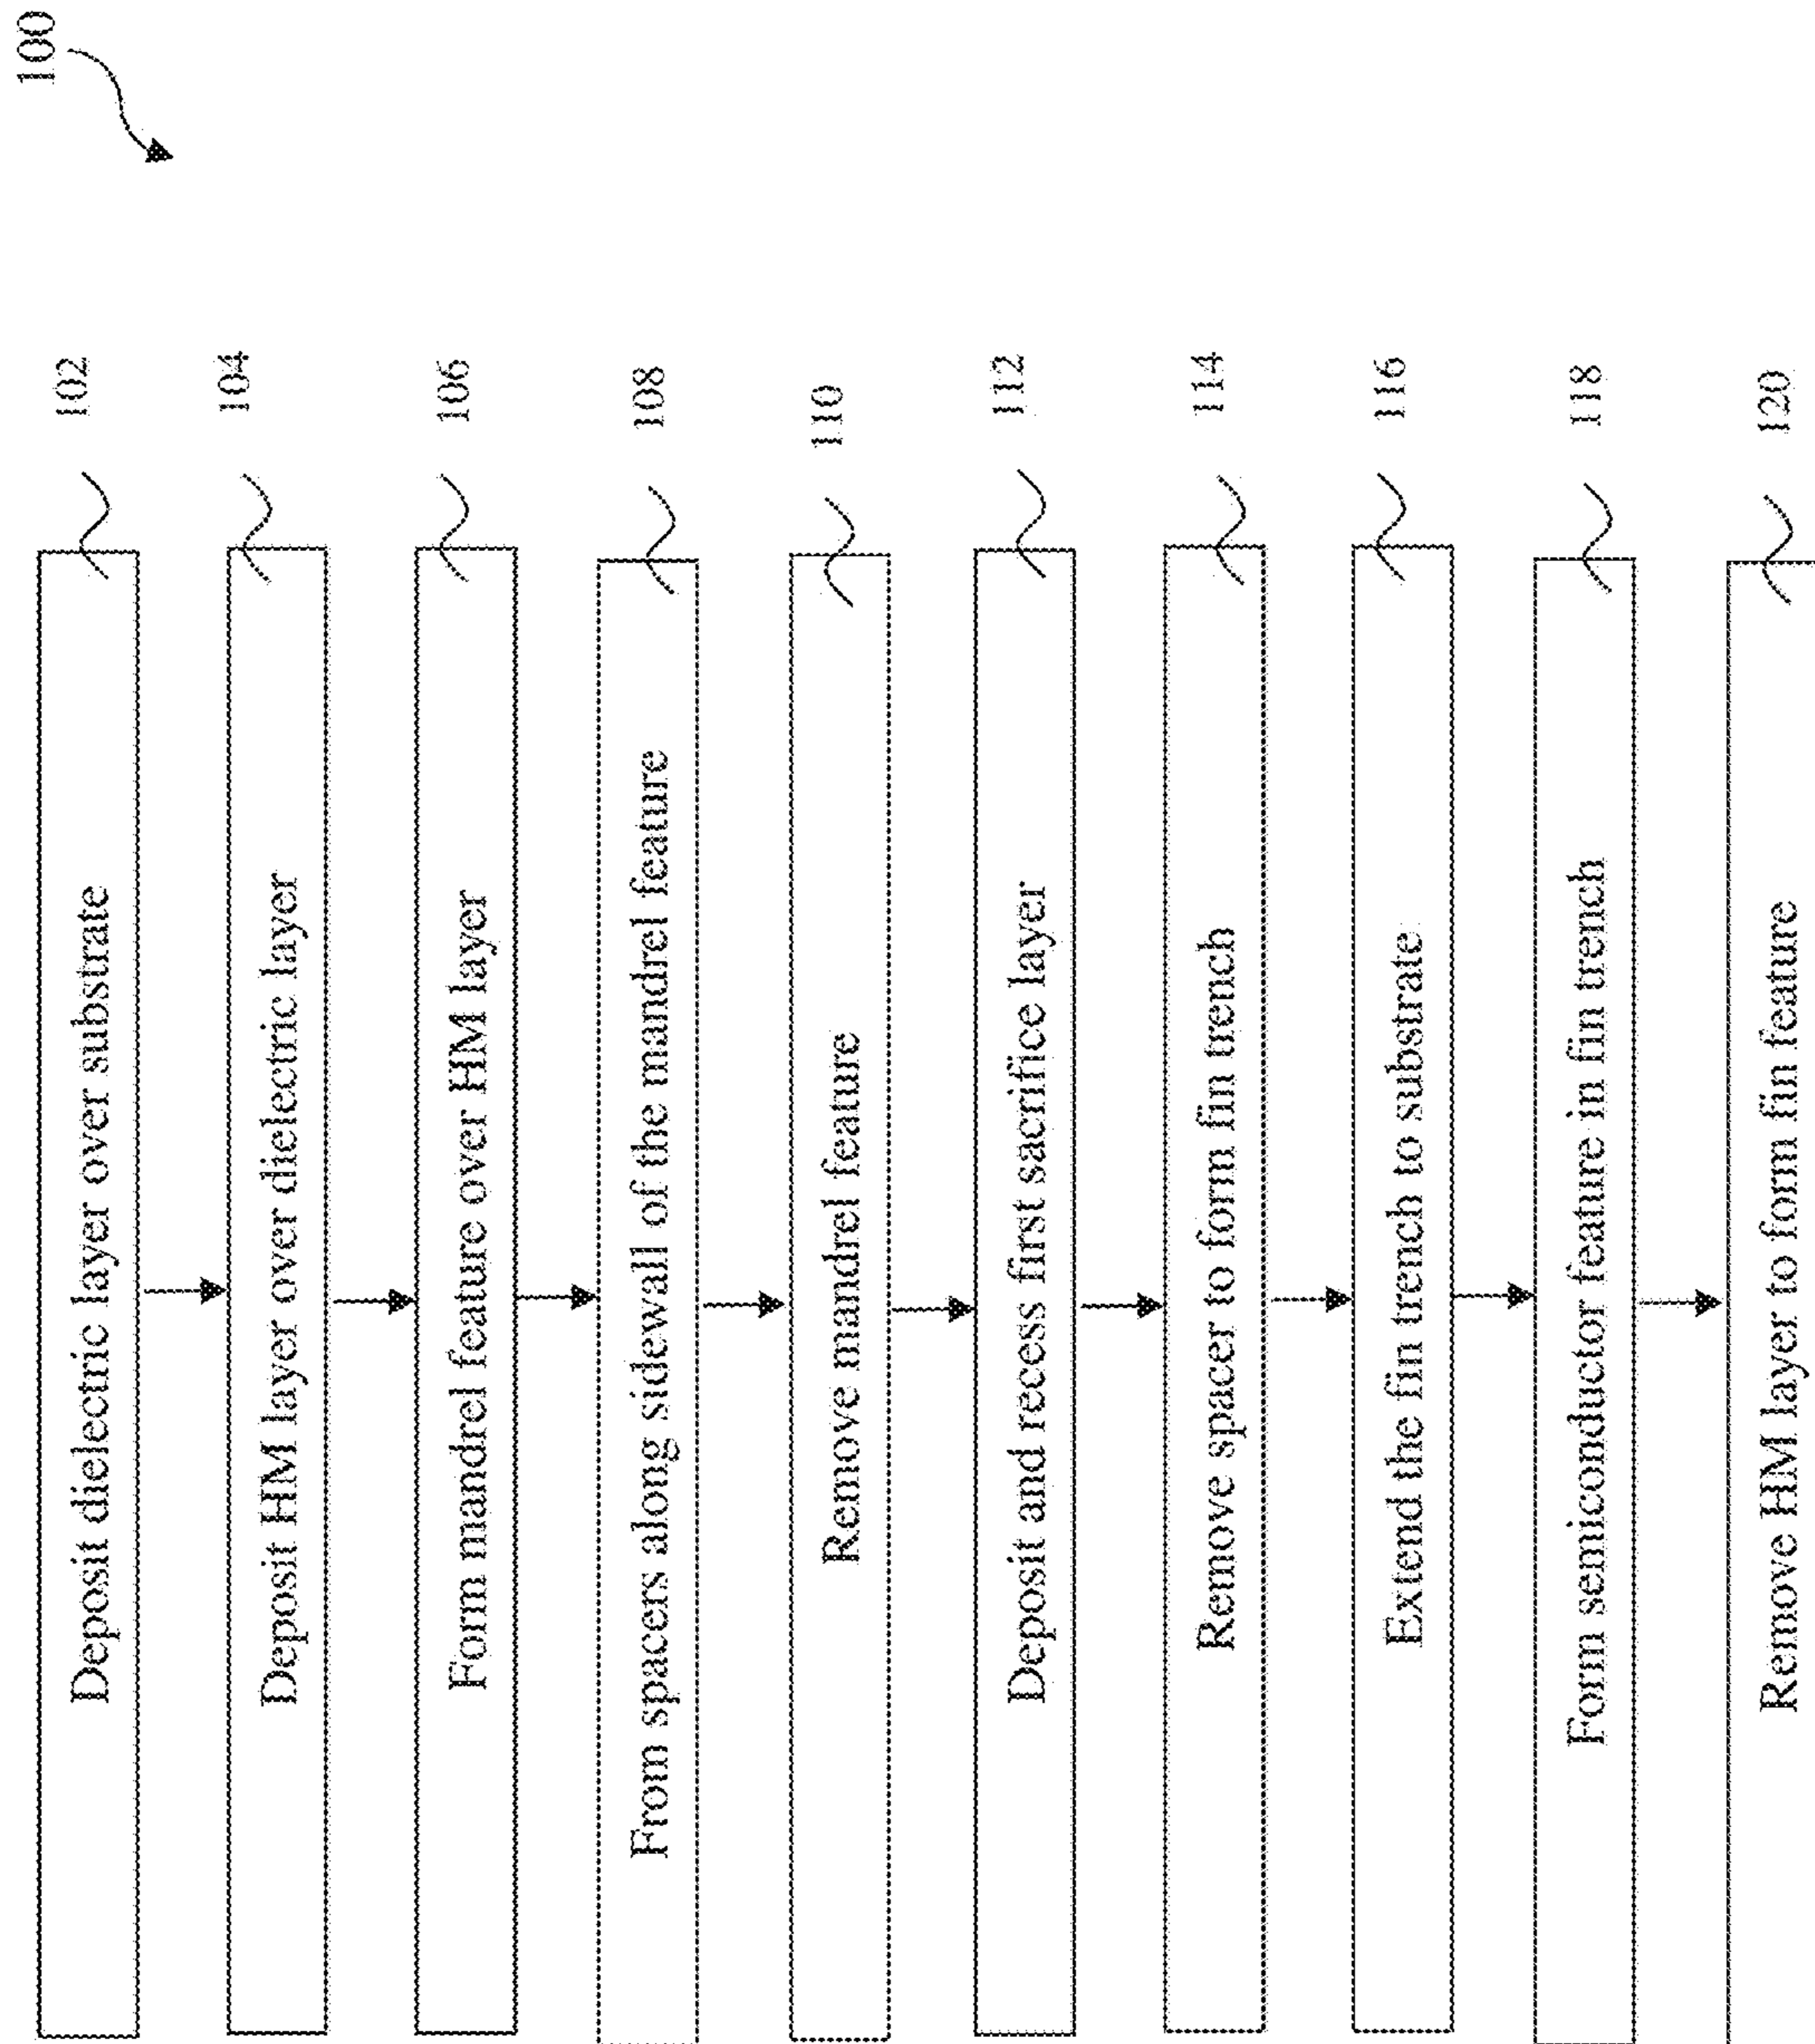 100
Deposit dielectric layer over substrate
102
Deposit HM layer over dielectric layer
104
Form mandrel feature over HM layer
106
From spacers along sidewall of the mandrel feature
108
Remove mandrel feature
110
Deposit and recess first sacrifice layer
112
Remove spacer to form fin trench
114
Extend the fin trench to substrate
116
Form semiconductor feature in fin trench
118
Remove HM layer to form fin feature
120